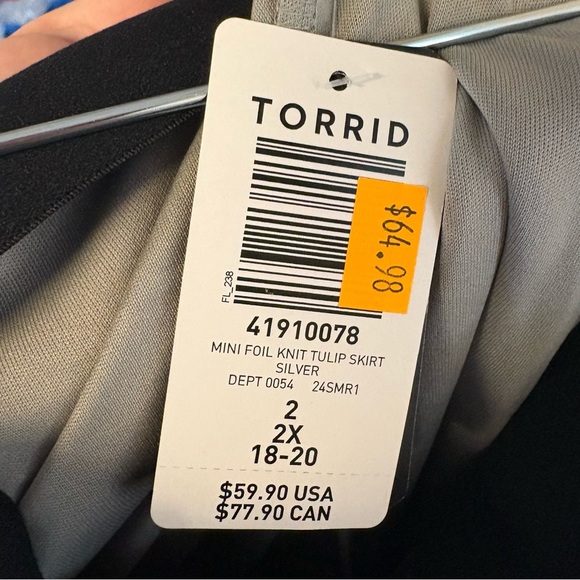 TORRID
$64.98
FL_238
41910078
MINI FOIL KNIT TULIP SKIRT
SILVER
DEPT 0054 24SMR1
2
2X
18-20
$59.90 USA
$77.90 CAN